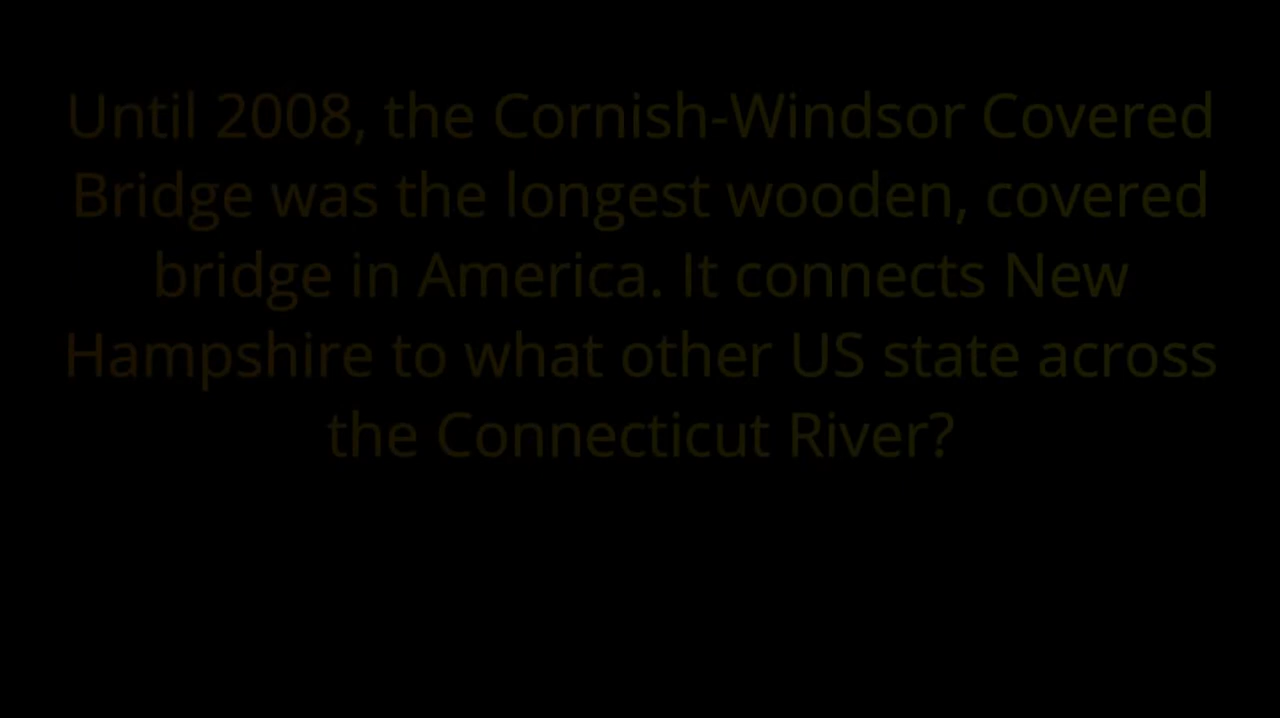 Until 2008, the Cornish-Windsor Covered
Bridge was the longest wooden, covered
bridge in America. It connects New
Hampshire to what other US state across
the Connecticut River?